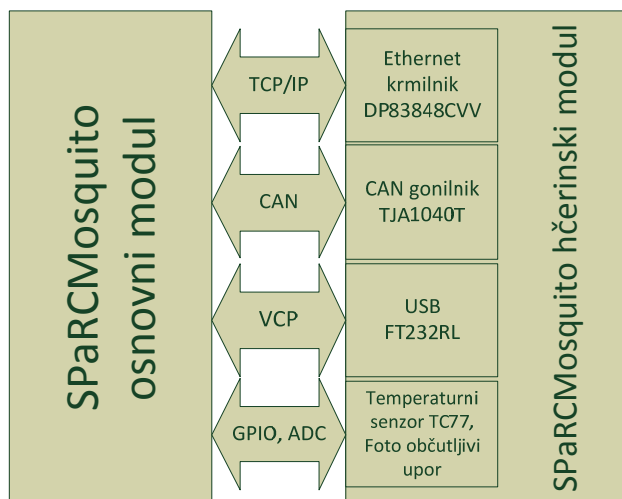 SPaRCMosquito
osnovni modul
TCP/IP
CAN
VCP
GPIO, ADC
Ethernet
krmilnik
DP83848CVV
CAN gonilnik
TJA1040T
USB
FT232RL
Temperaturni
senzor TC77,
Foto občutljivi
upor
SPaRCMosquito hčerinski modul